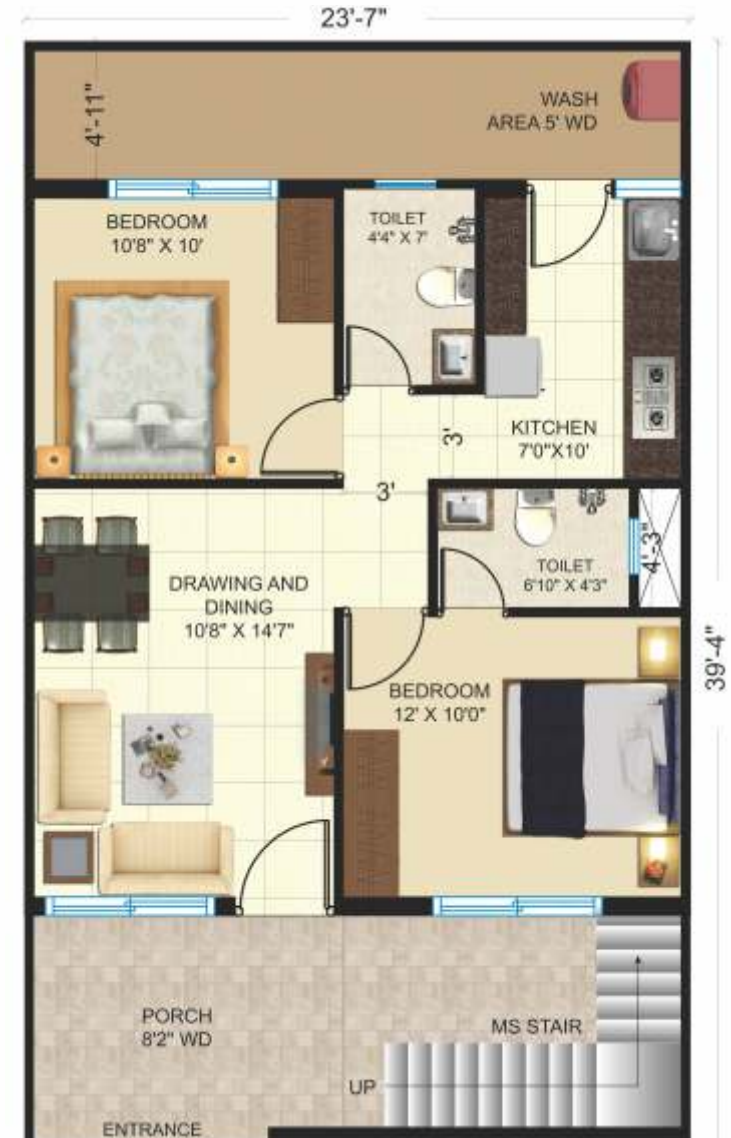 23'-7"
4'-11"
WASH
AREA 5' WD
BEDROOM
10'8" X 10'
TOILET
4'4" X 7'
KITCHEN
7'0"X10'
3'
3'
DRAWING AND
DINING
10'8" X 14'7"
TOILET
6'10" X 4'3"
4'-3"
39'-4"
BEDROOM
12' X 10'0"
PORCH
8'2" WD
MS STAIR
UP
ENTRANCE